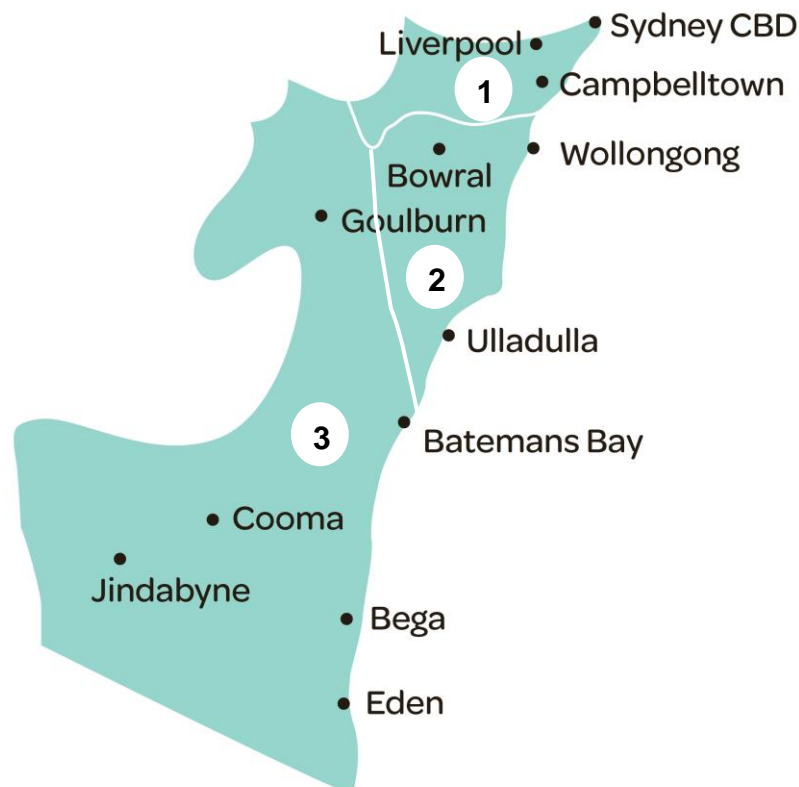 Sydney CBD
Liverpool
Campbelltown
1
Wollongong
Bowral
Goulburn
2
Ulladulla
3
Batemans Bay
Cooma
Jindabyne
Bega
Eden